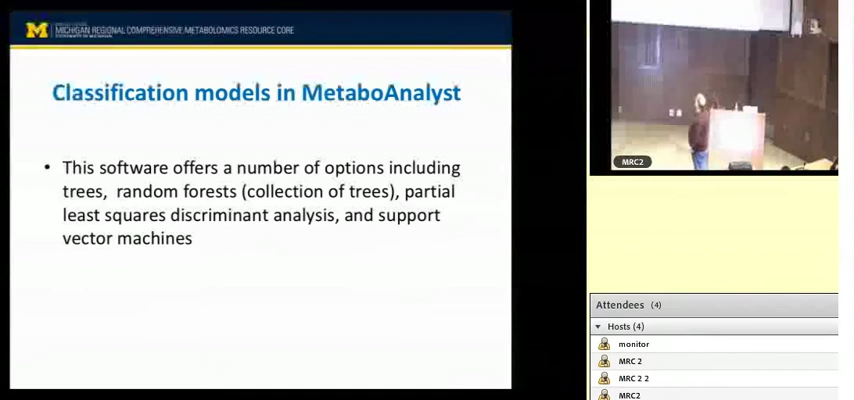 M
MICHIGAN REGIONAL COMPREHENSIVE METABOLOMICS RESOURCE CORE
Classification models in MetaboAnalyst
• This software offers a number of options including
trees, random forests (collection of trees), partial
least squares discriminant analysis, and support
vector machines
MRC2
Attendees (4)
Hosts (4)
monitor
MRC 2
MRC 2 2
MRC2